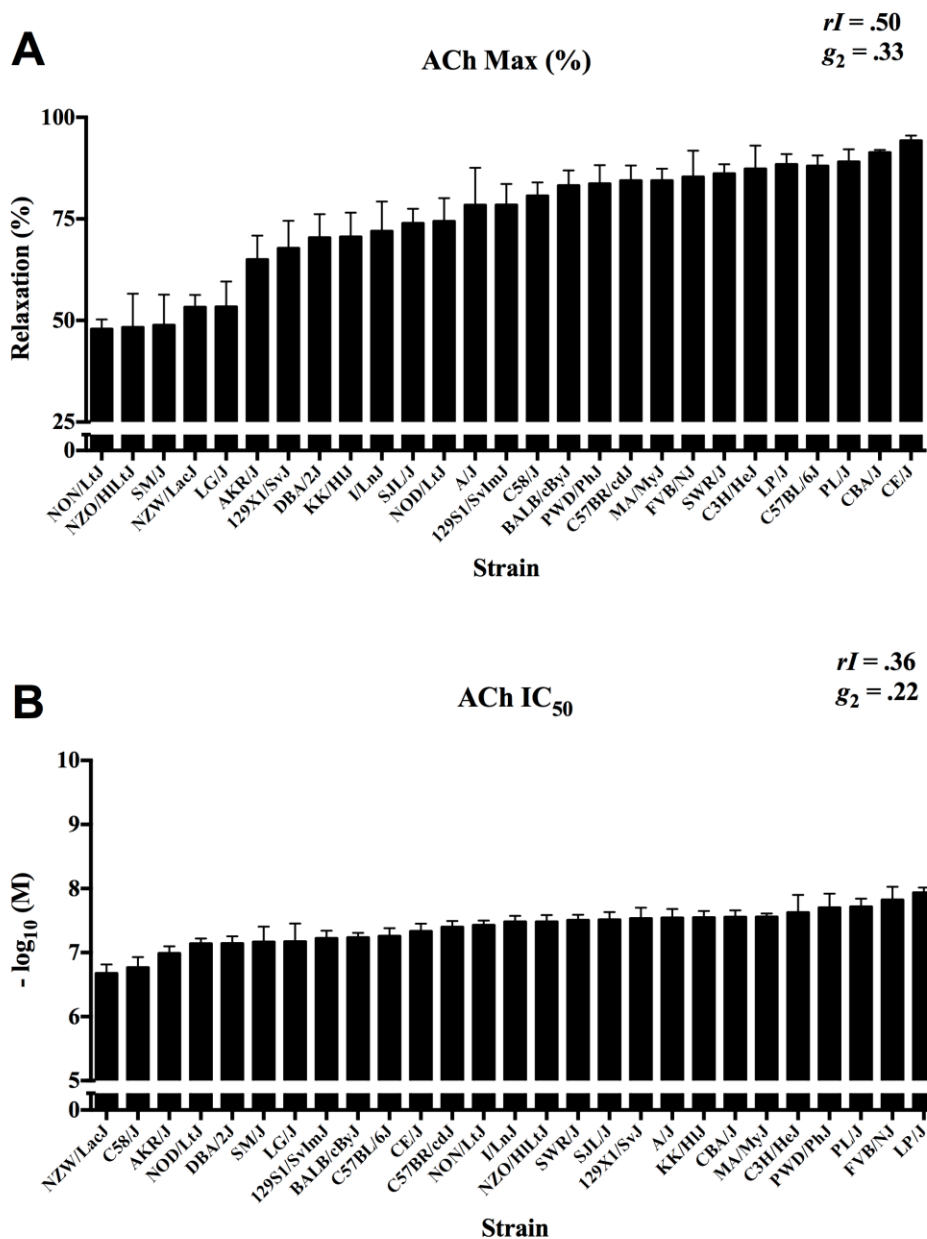 A
ACh Max (%)
rI = .50
g2 = .33
Relaxation (%)
100
75
50
25
0
NON/LtJ
NZO/HlLtJ
SM/J
NZW/LacJ
LG/J
AKR/J
129X1/SvJ
DBA/2J
KK/HlJ
I/LnJ
SJL/J
NOD/LtJ
A/J
129S1/SvImJ
C58/J
BALB/cByJ
PWD/PhJ
C57BR/cdJ
MA/MyJ
FVB/NJ
SWR/J
C3H/HeJ
LP/J
C57BL/6J
PL/J
CBA/J
CE/J
Strain
B
ACh IC50
rI = .36
g2 = .22
- log10 (M)
10
9
8
7
6
5
0
NZW/LacJ
C58/J
AKR/J
NOD/LtJ
DBA/2J
SM/J
LG/J
129S1/SvImJ
BALB/cByJ
C57BL/6J
CE/J
C57BR/cdJ
NON/LtJ
I/LnJ
NZO/HlLtJ
SWR/J
SJL/J
129X1/SvJ
A/J
KK/HlJ
CBA/J
MA/MyJ
C3H/HeJ
PWD/PhJ
PL/J
FVB/NJ
LP/J
Strain